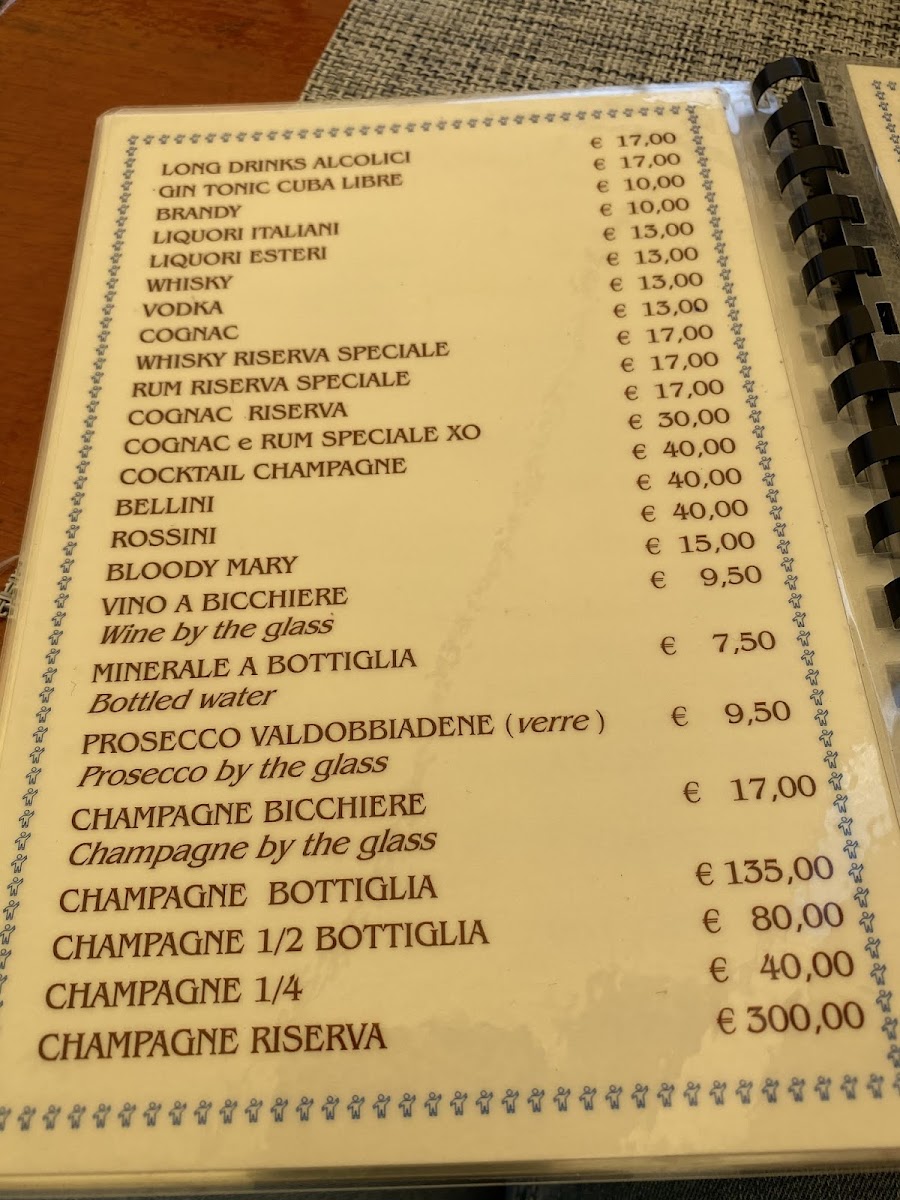 LONG DRINKS ALCOLICI € 17,00
GIN TONIC CUBA LIBRE € 17,00
BRANDY € 10,00
LIQUORI ITALIANI € 10,00
LIQUORI ESTERI € 13,00
WHISKY € 13,00
VODKA € 13,00
COGNAC € 13,00
WHISKY RISERVA SPECIALE € 17,00
RUM RISERVA SPECIALE € 17,00
COGNAC RISERVA € 17,00
COGNAC e RUM SPECIALE XO € 30,00
COCKTAIL CHAMPAGNE € 40,00
BELLINI € 40,00
ROSSINI € 40,00
BLOODY MARY € 15,00
VINO A BICCHIERE € 9,50
Wine by the glass
MINERALE A BOTTIGLIA € 7,50
Bottled water
PROSECCO VALDOBBIADENE (verre ) € 9,50
Prosecco by the glass
CHAMPAGNE BICCHIERE € 17,00
Champagne by the glass
CHAMPAGNE BOTTIGLIA € 135,00
CHAMPAGNE 1/2 BOTTIGLIA € 80,00
CHAMPAGNE 1/4 € 40,00
CHAMPAGNE RISERVA € 300,00